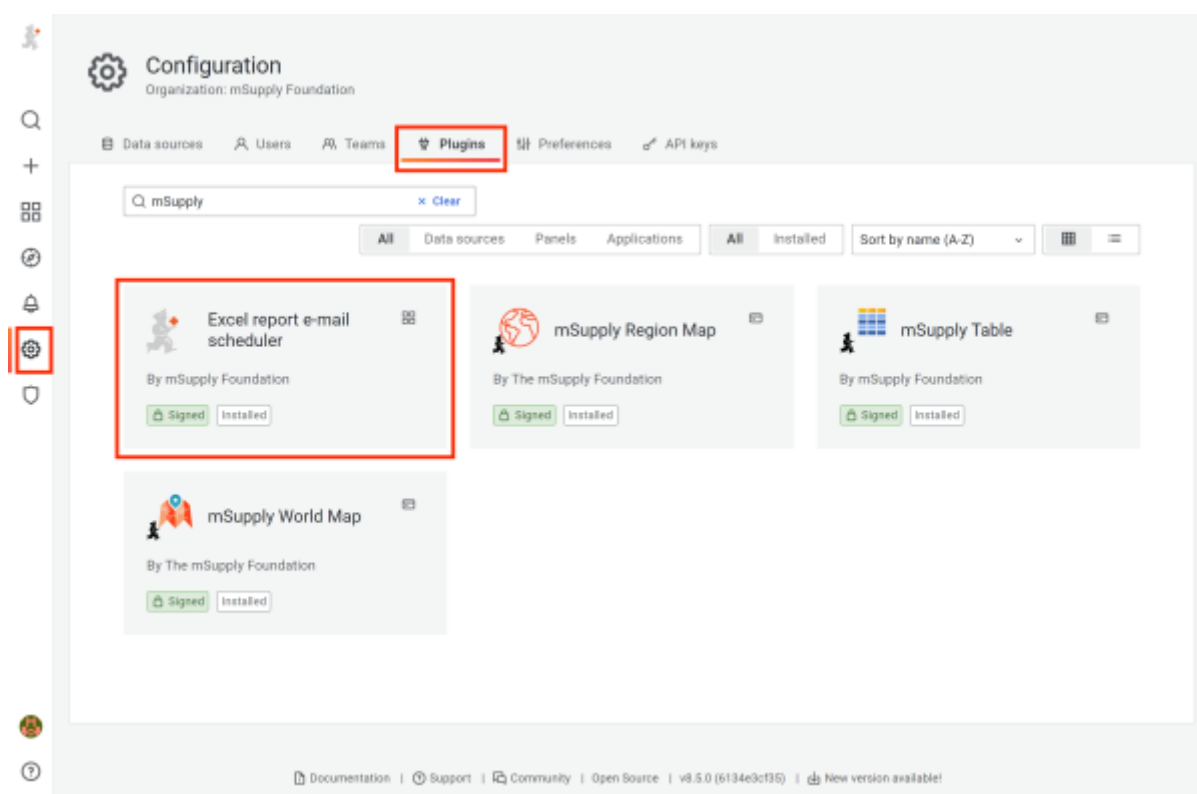 Configuration
Organization: mSupply Foundation
Data sources Users Teams Plugins Preferences API keys
mSupply × Clear
All Data sources Panels Applications All Installed Sort by name (A-Z)
Excel report e-mail
scheduler
By mSupply Foundation
Signed Installed
mSupply Region Map
By The mSupply Foundation
Signed Installed
mSupply Table
By mSupply Foundation
Signed Installed
mSupply World Map
By The mSupply Foundation
Signed Installed
Documentation | Support | Community | Open Source | v8.5.0 (6134e3cf35) | New version available!